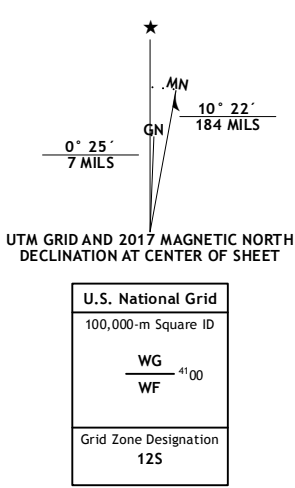 ★
MN
10° 22´
184 MILS
GN
0° 25´
7 MILS
UTM GRID AND 2017 MAGNETIC NORTH
DECLINATION AT CENTER OF SHEET
U.S. National Grid
100,000-m Square ID
WG
4100
WF
Grid Zone Designation
12S